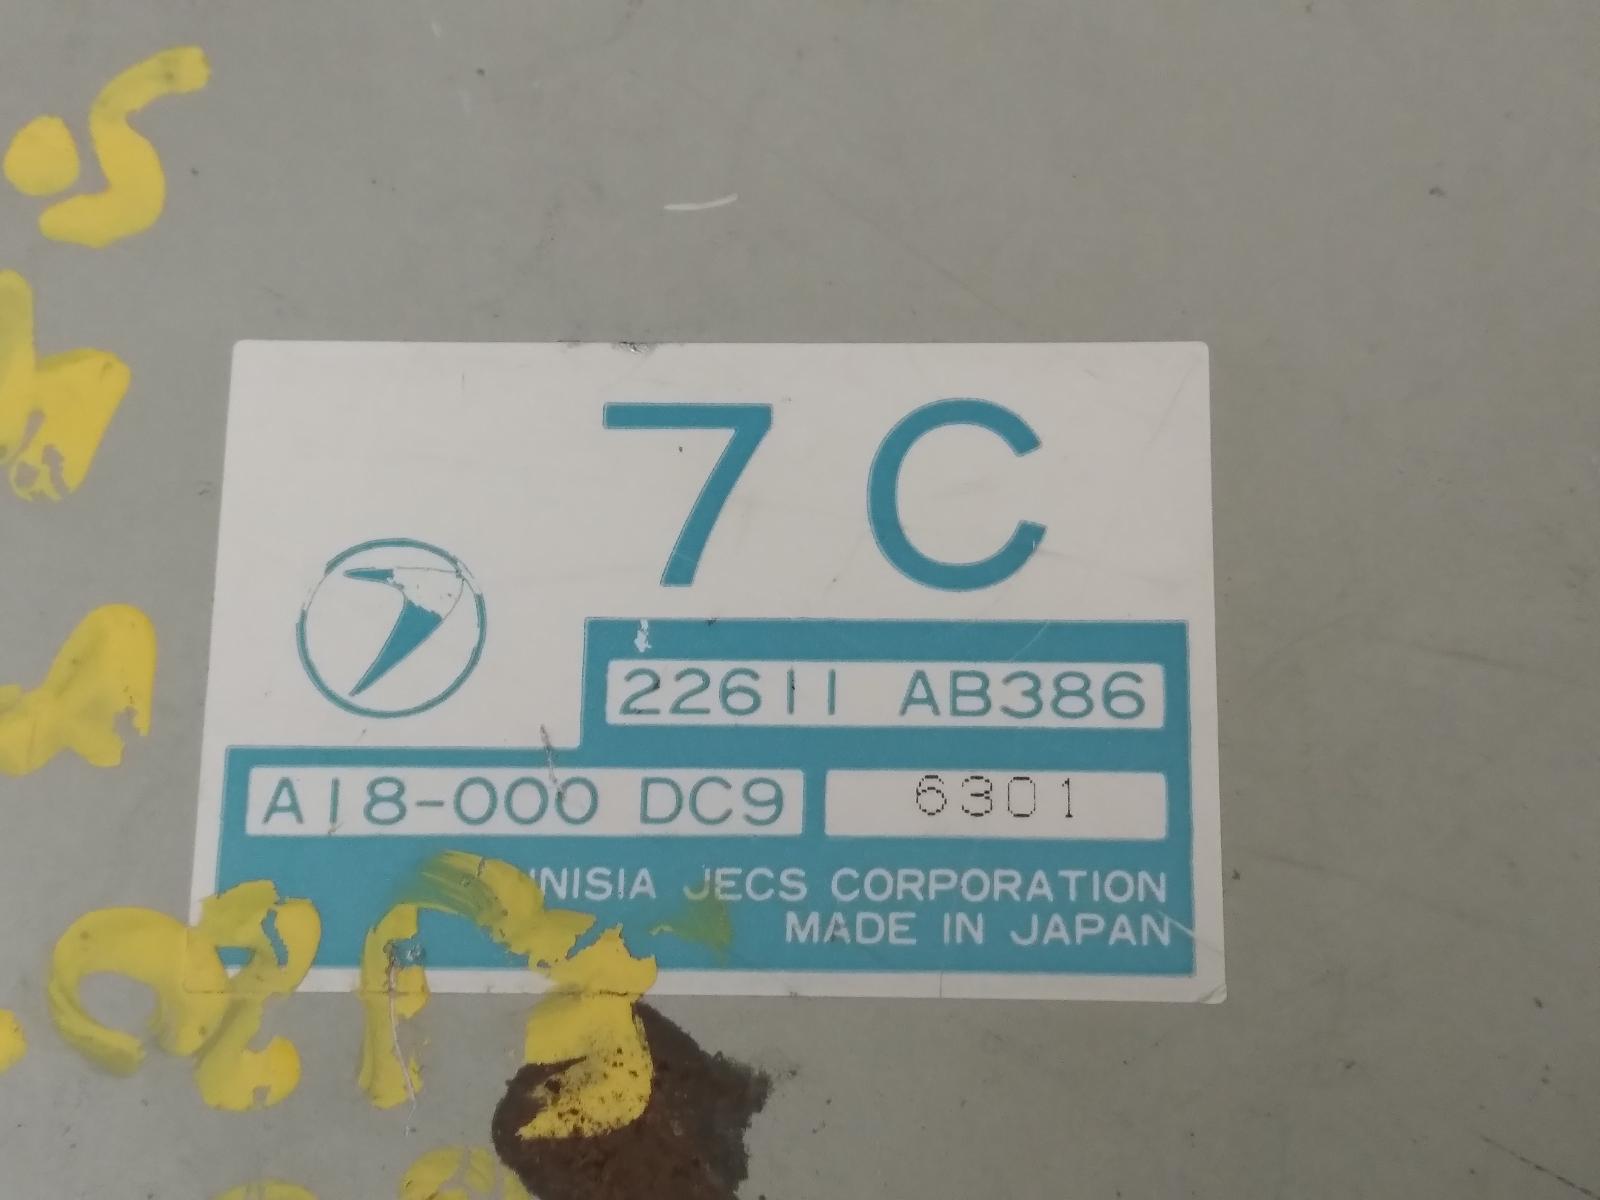 7C
22611 AB386
A18-000 DC9 6301
UNISIA JECS CORPORATION
MADE IN JAPAN